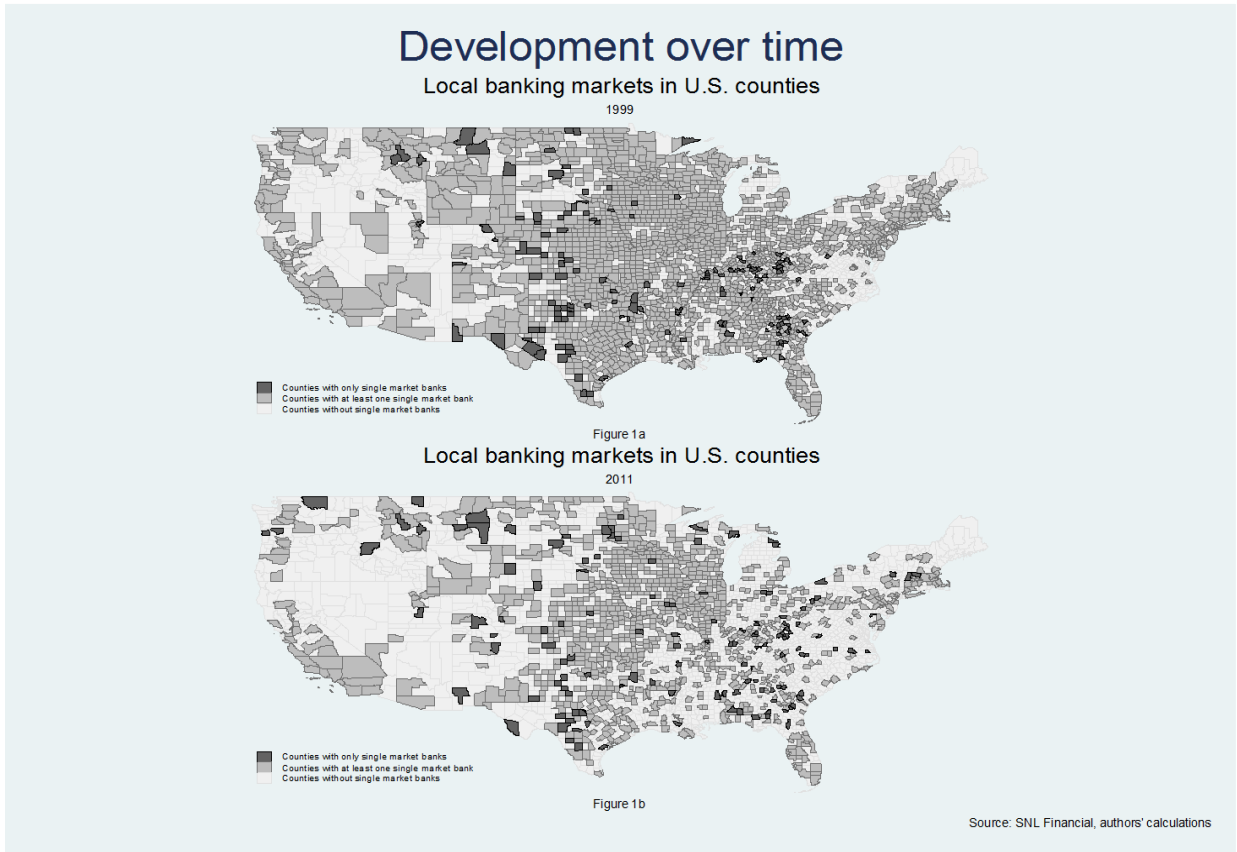 Development over time
Local banking markets in U.S. counties
1999
Counties with only single market banks
Counties with at least one single market bank
Counties without single market banks
Figure 1a
Local banking markets in U.S. counties
2011
Counties with only single market banks
Counties with at least one single market bank
Counties without single market banks
Figure 1b
Source: SNL Financial, authors' calculations